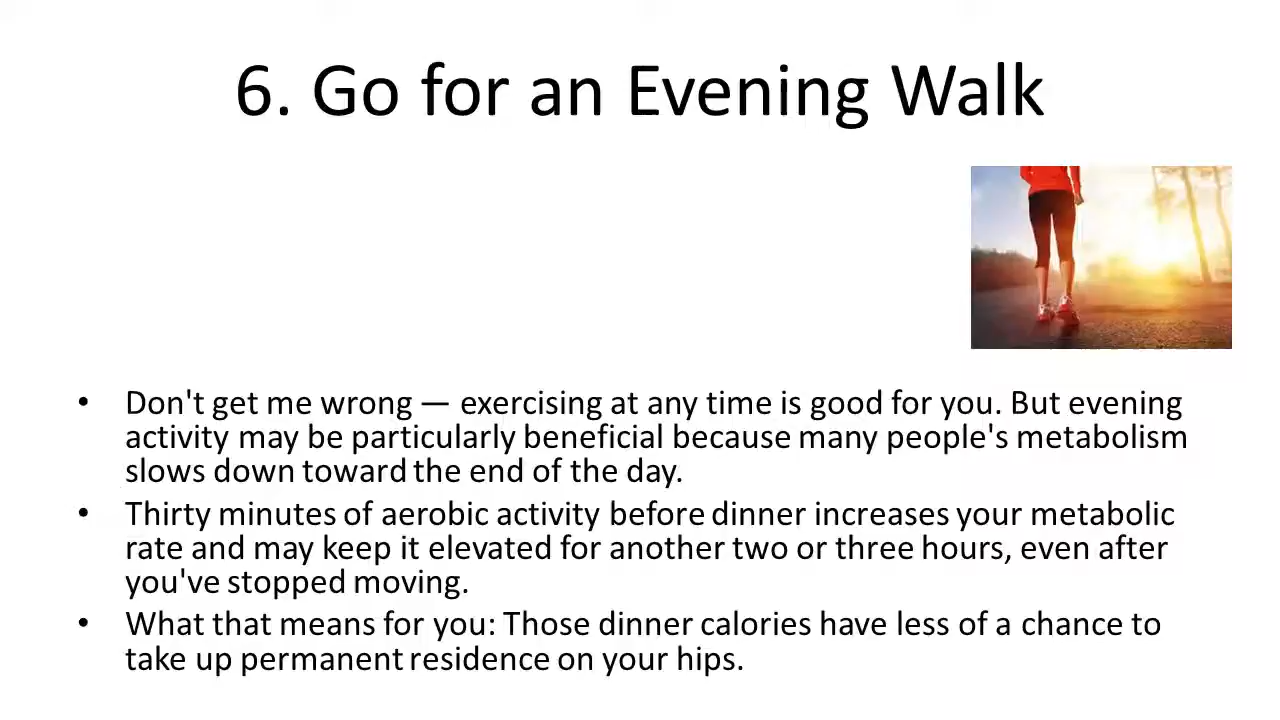 6. Go for an Evening Walk
• Don't get me wrong — exercising at any time is good for you. But evening
activity may be particularly beneficial because many people's metabolism
slows down toward the end of the day.
• Thirty minutes of aerobic activity before dinner increases your metabolic
rate and may keep it elevated for another two or three hours, even after
you've stopped moving.
• What that means for you: Those dinner calories have less of a chance to
take up permanent residence on your hips.